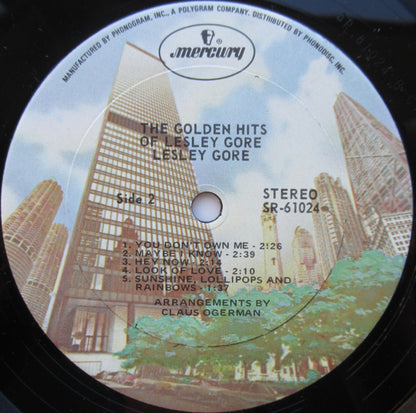 MANUFACTURED BY PHONOGRAM, INC., A POLYGRAM COMPANY. DISTRIBUTED BY PHONODISC, INC.
mercury
THE GOLDEN HITS
OF LESLEY GORE
LESLEY GORE
Side 2
STEREO
SR-61024
1. YOU DON'T OWN ME - 2:26
2. MAYBE I KNOW - 2:39
3. HEY NOW - 2:14
4. LOOK OF LOVE - 2:10
5. SUNSHINE, LOLLIPOPS AND
RAINBOWS - 1:37
ARRANGEMENTS BY
CLAUS OGERMAN